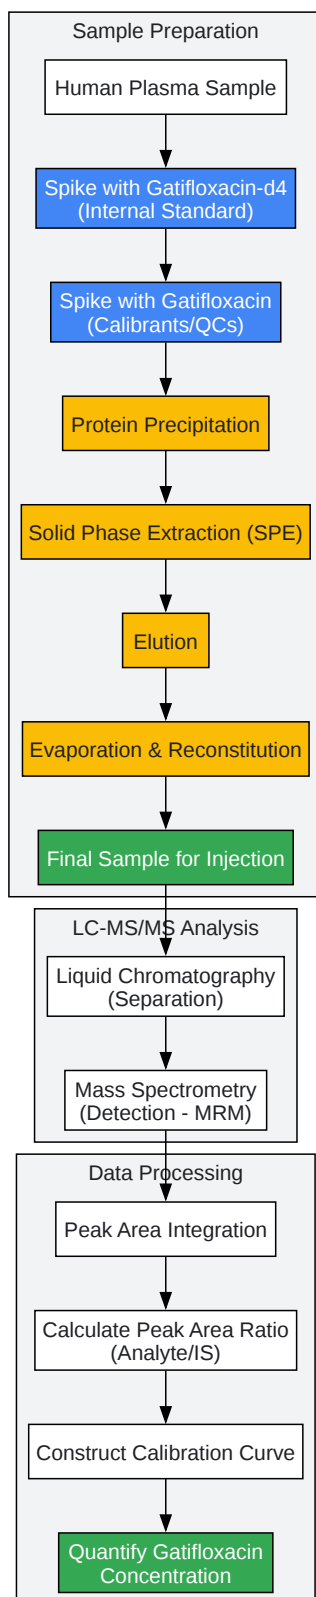 Sample Preparation
Human Plasma Sample
Spike with Gatifloxacin-d4
(Internal Standard)
Spike with Gatifloxacin
(Calibrants/QCs)
Protein Precipitation
Solid Phase Extraction (SPE)
Elution
Evaporation & Reconstitution
Final Sample for Injection
LC-MS/MS Analysis
Liquid Chromatography
(Separation)
Mass Spectrometry
(Detection - MRM)
Data Processing
Peak Area Integration
Calculate Peak Area Ratio
(Analyte/IS)
Construct Calibration Curve
Quantify Gatifloxacin
Concentration